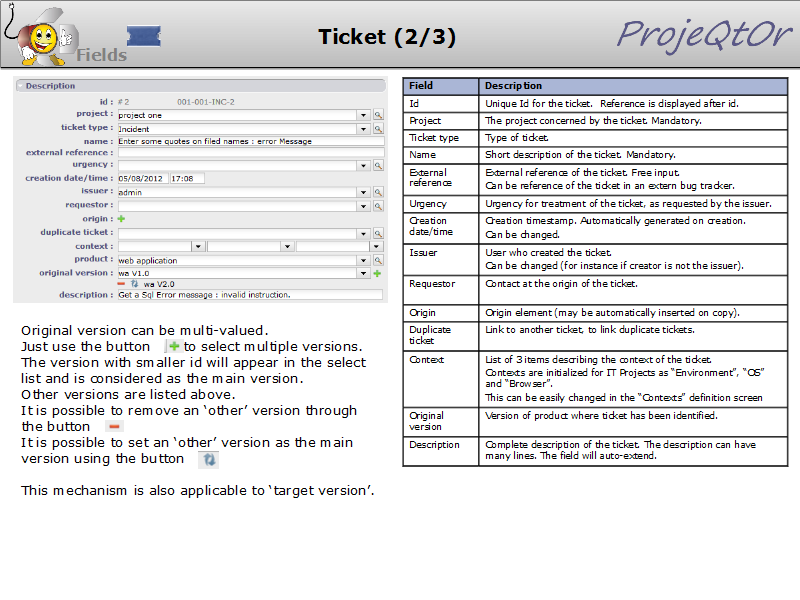 Fields
Ticket (2/3)
ProjeQtOr
Description
id : # 2 001-001-INC-2
project : project one
ticket type : Incident
name : Enter some quotes on filed names : error Message
external reference :
urgency :
creation date/time : 05/08/2012 17:08
issuer : admin
requestor :
origin :
duplicate ticket :
context :
product : web application
original version : wa V1.0
wa V2.0
description : Get a Sql Error message : invalid instruction.
Original version can be multi-valued.
Just use the button to select multiple versions.
The version with smaller id will appear in the select
list and is considered as the main version.
Other versions are listed above.
It is possible to remove an ‘other’ version through
the button
It is possible to set an ‘other’ version as the main
version using the button
This mechanism is also applicable to ‘target version’.
Field Description
Id Unique Id for the ticket. Reference is displayed after id.
Project The project concerned by the ticket. Mandatory.
Ticket type Type of ticket.
Name Short description of the ticket. Mandatory.
External External reference of the ticket. Free input.
reference Can be reference of the ticket in an extern bug tracker.
Urgency Urgency for treatment of the ticket, as requested by the issuer.
Creation Creation timestamp. Automatically generated on creation.
date/time Can be changed.
Issuer User who created the ticket.
Can be changed (for instance if creator is not the issuer).
Requestor Contact at the origin of the ticket.
Origin Origin element (may be automatically inserted on copy).
Duplicate Link to another ticket, to link duplicate tickets.
ticket
Context List of 3 items describing the context of the ticket.
Contexts are initialized for IT Projects as “Environment”, “OS”
and “Browser”.
This can be easily changed in the “Contexts” definition screen
Original Version of product where ticket has been identified.
version
Description Complete description of the ticket. The description can have
many lines. The field will auto-extend.